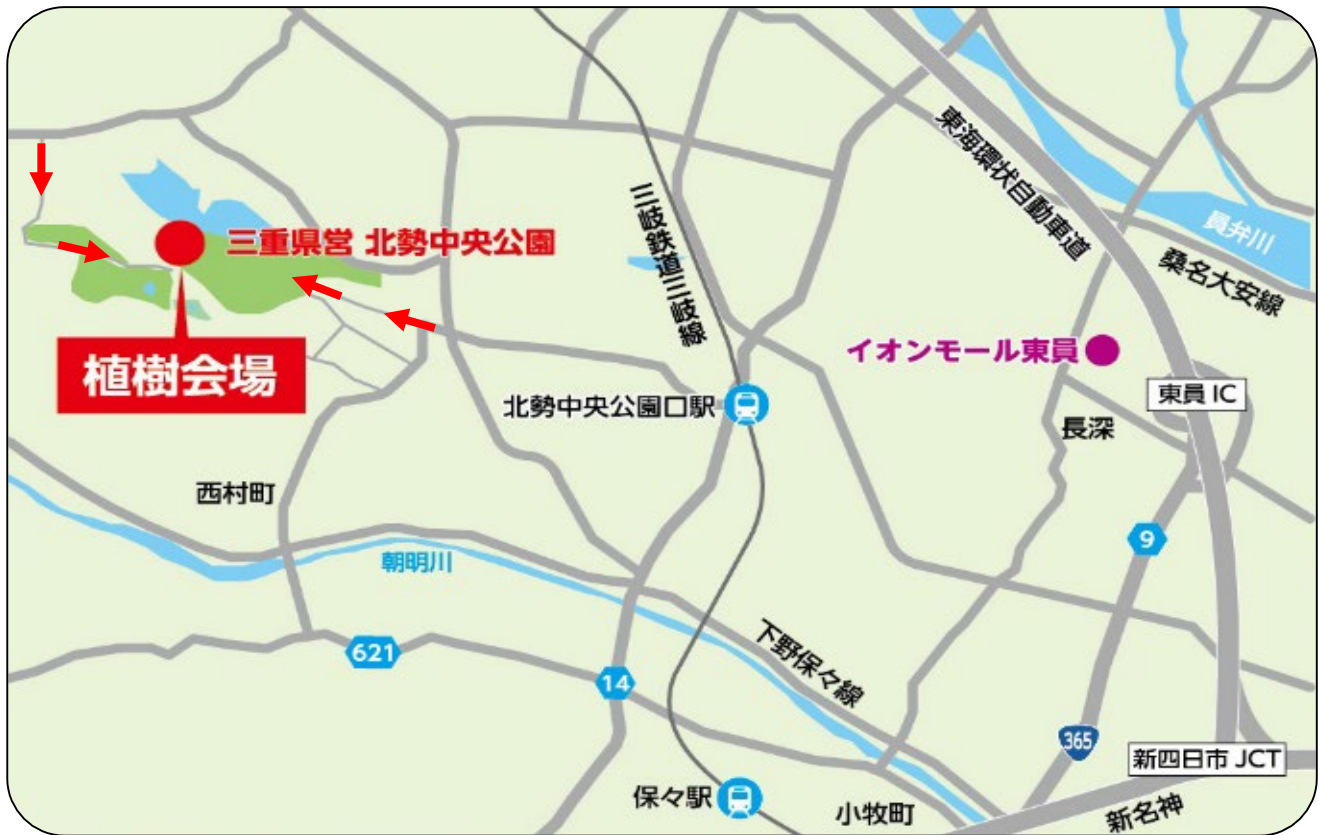 東海環状自動車道
三岐鉄道三岐線
員弁川
三重県営 北勢中央公園
桑名大安線
イオンモール東員
植樹会場
東員 IC
北勢中央公園口駅
長深
西村町
9
朝明川
621
下野保々線
14
365
新四日市 JCT
保々駅
小牧町
新名神